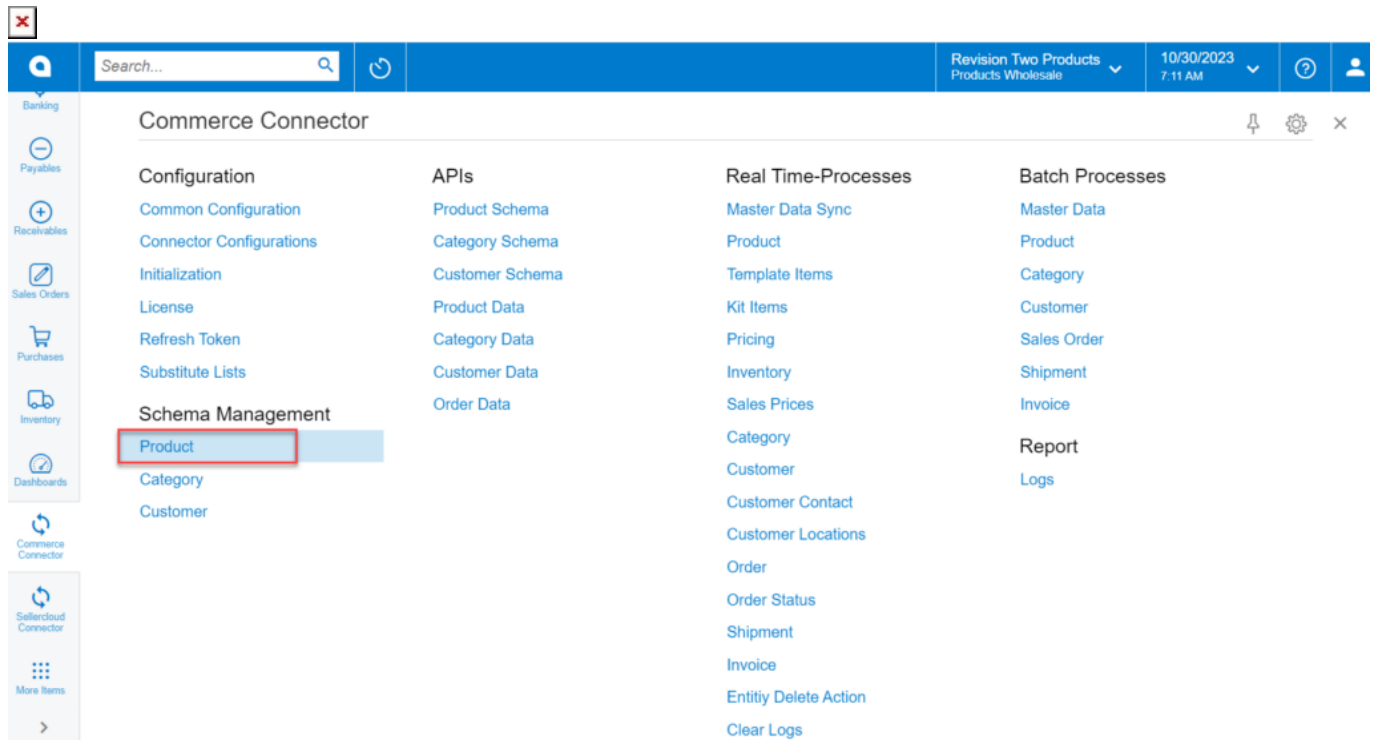 Search...
Revision Two Products
Products Wholesale
10/30/2023
7:11 AM
Banking
Payables
Receivables
Sales Orders
Purchases
Inventory
Dashboards
Commerce
Connector
Sellercloud
Connector
More Items
Commerce Connector
Configuration
Common Configuration
Connector Configurations
Initialization
License
Refresh Token
Substitute Lists
Schema Management
Product
Category
Customer
APIs
Product Schema
Category Schema
Customer Schema
Product Data
Category Data
Customer Data
Order Data
Real Time-Processes
Master Data Sync
Product
Template Items
Kit Items
Pricing
Inventory
Sales Prices
Category
Customer
Customer Contact
Customer Locations
Order
Order Status
Shipment
Invoice
Entitiy Delete Action
Clear Logs
Batch Processes
Master Data
Product
Category
Customer
Sales Order
Shipment
Invoice
Report
Logs